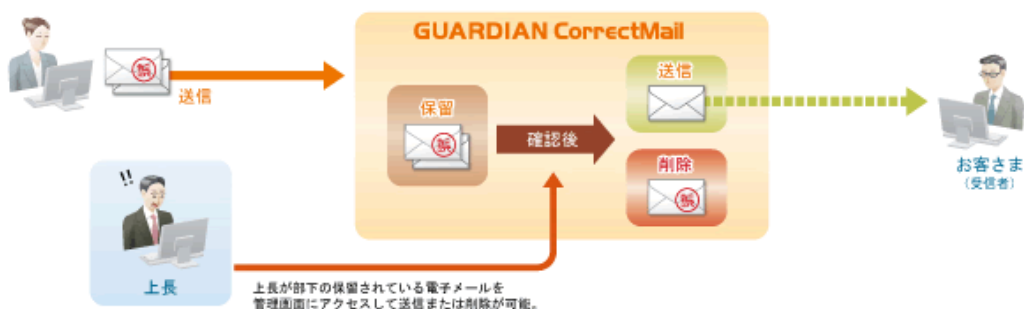 GUARDIAN CorrectMail
誤
送信
保留
誤
確認後
送信
削除
誤
お客さま
(受信者)
!!
上長
上長が部下の保留されている電子メールを
管理画面にアクセスして送信または削除が可能。